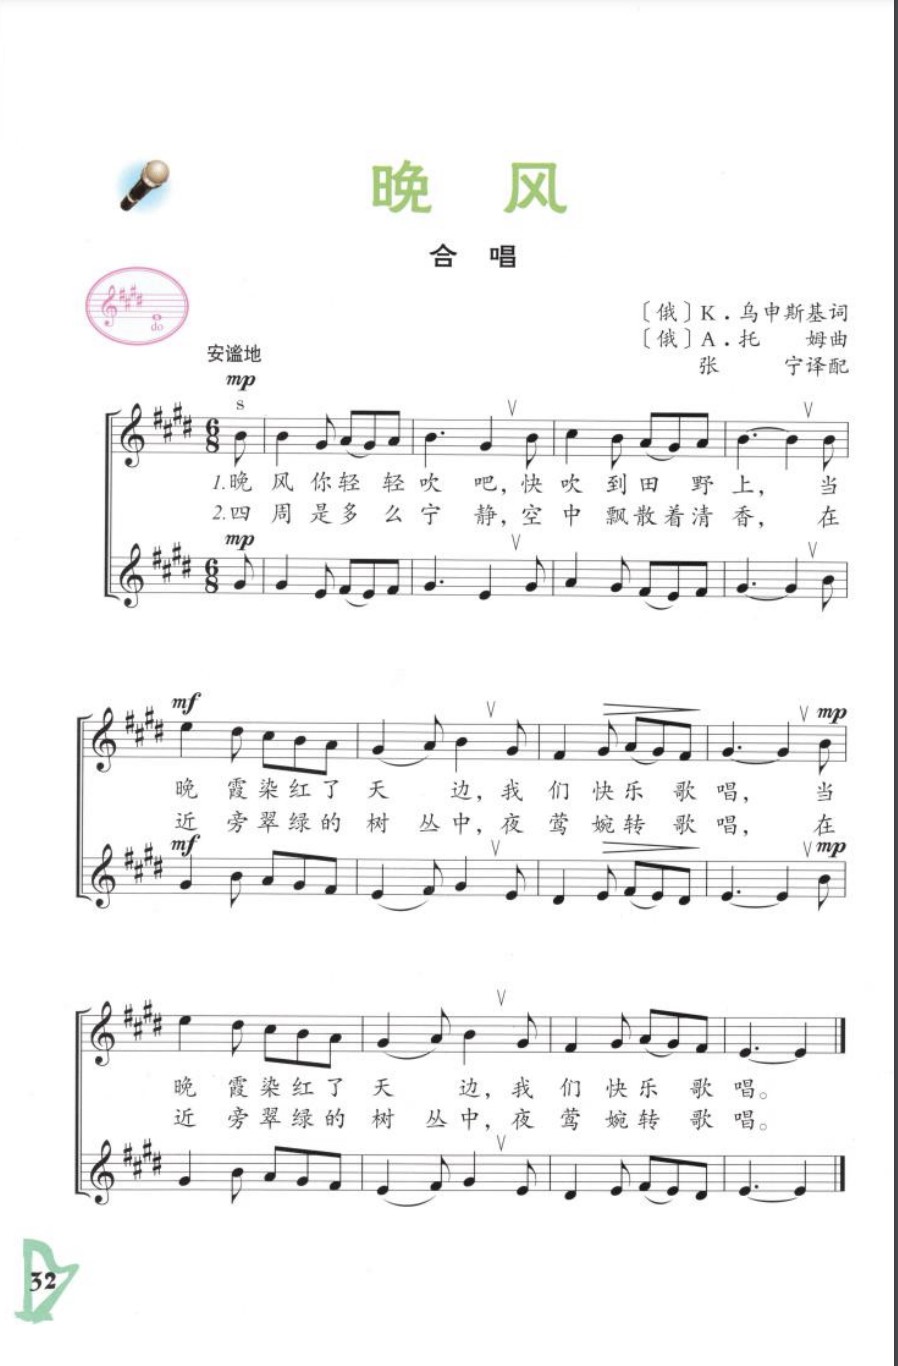 晚 风
合 唱
〔俄〕K．乌申斯基词
〔俄〕A．托 姆曲
张 宁译配
do
安谧地
mp
s
6
8
1.晚 风 你 轻 轻 吹 吧，快 吹 到 田 野 上， 当
2.四 周 是 多 么 宁 静，空 中 飘 散 着 清 香， 在
mp
6
8
mf mp
晚 霞 染 红 了 天 边，我 们 快 乐 歌 唱， 当
近 旁 翠 绿 的 树 丛 中，夜 莺 婉 转 歌 唱， 在
mf mp
晚 霞 染 红 了 天 边，我 们 快 乐 歌 唱。
近 旁 翠 绿 的 树 丛 中，夜 莺 婉 转 歌 唱。
32